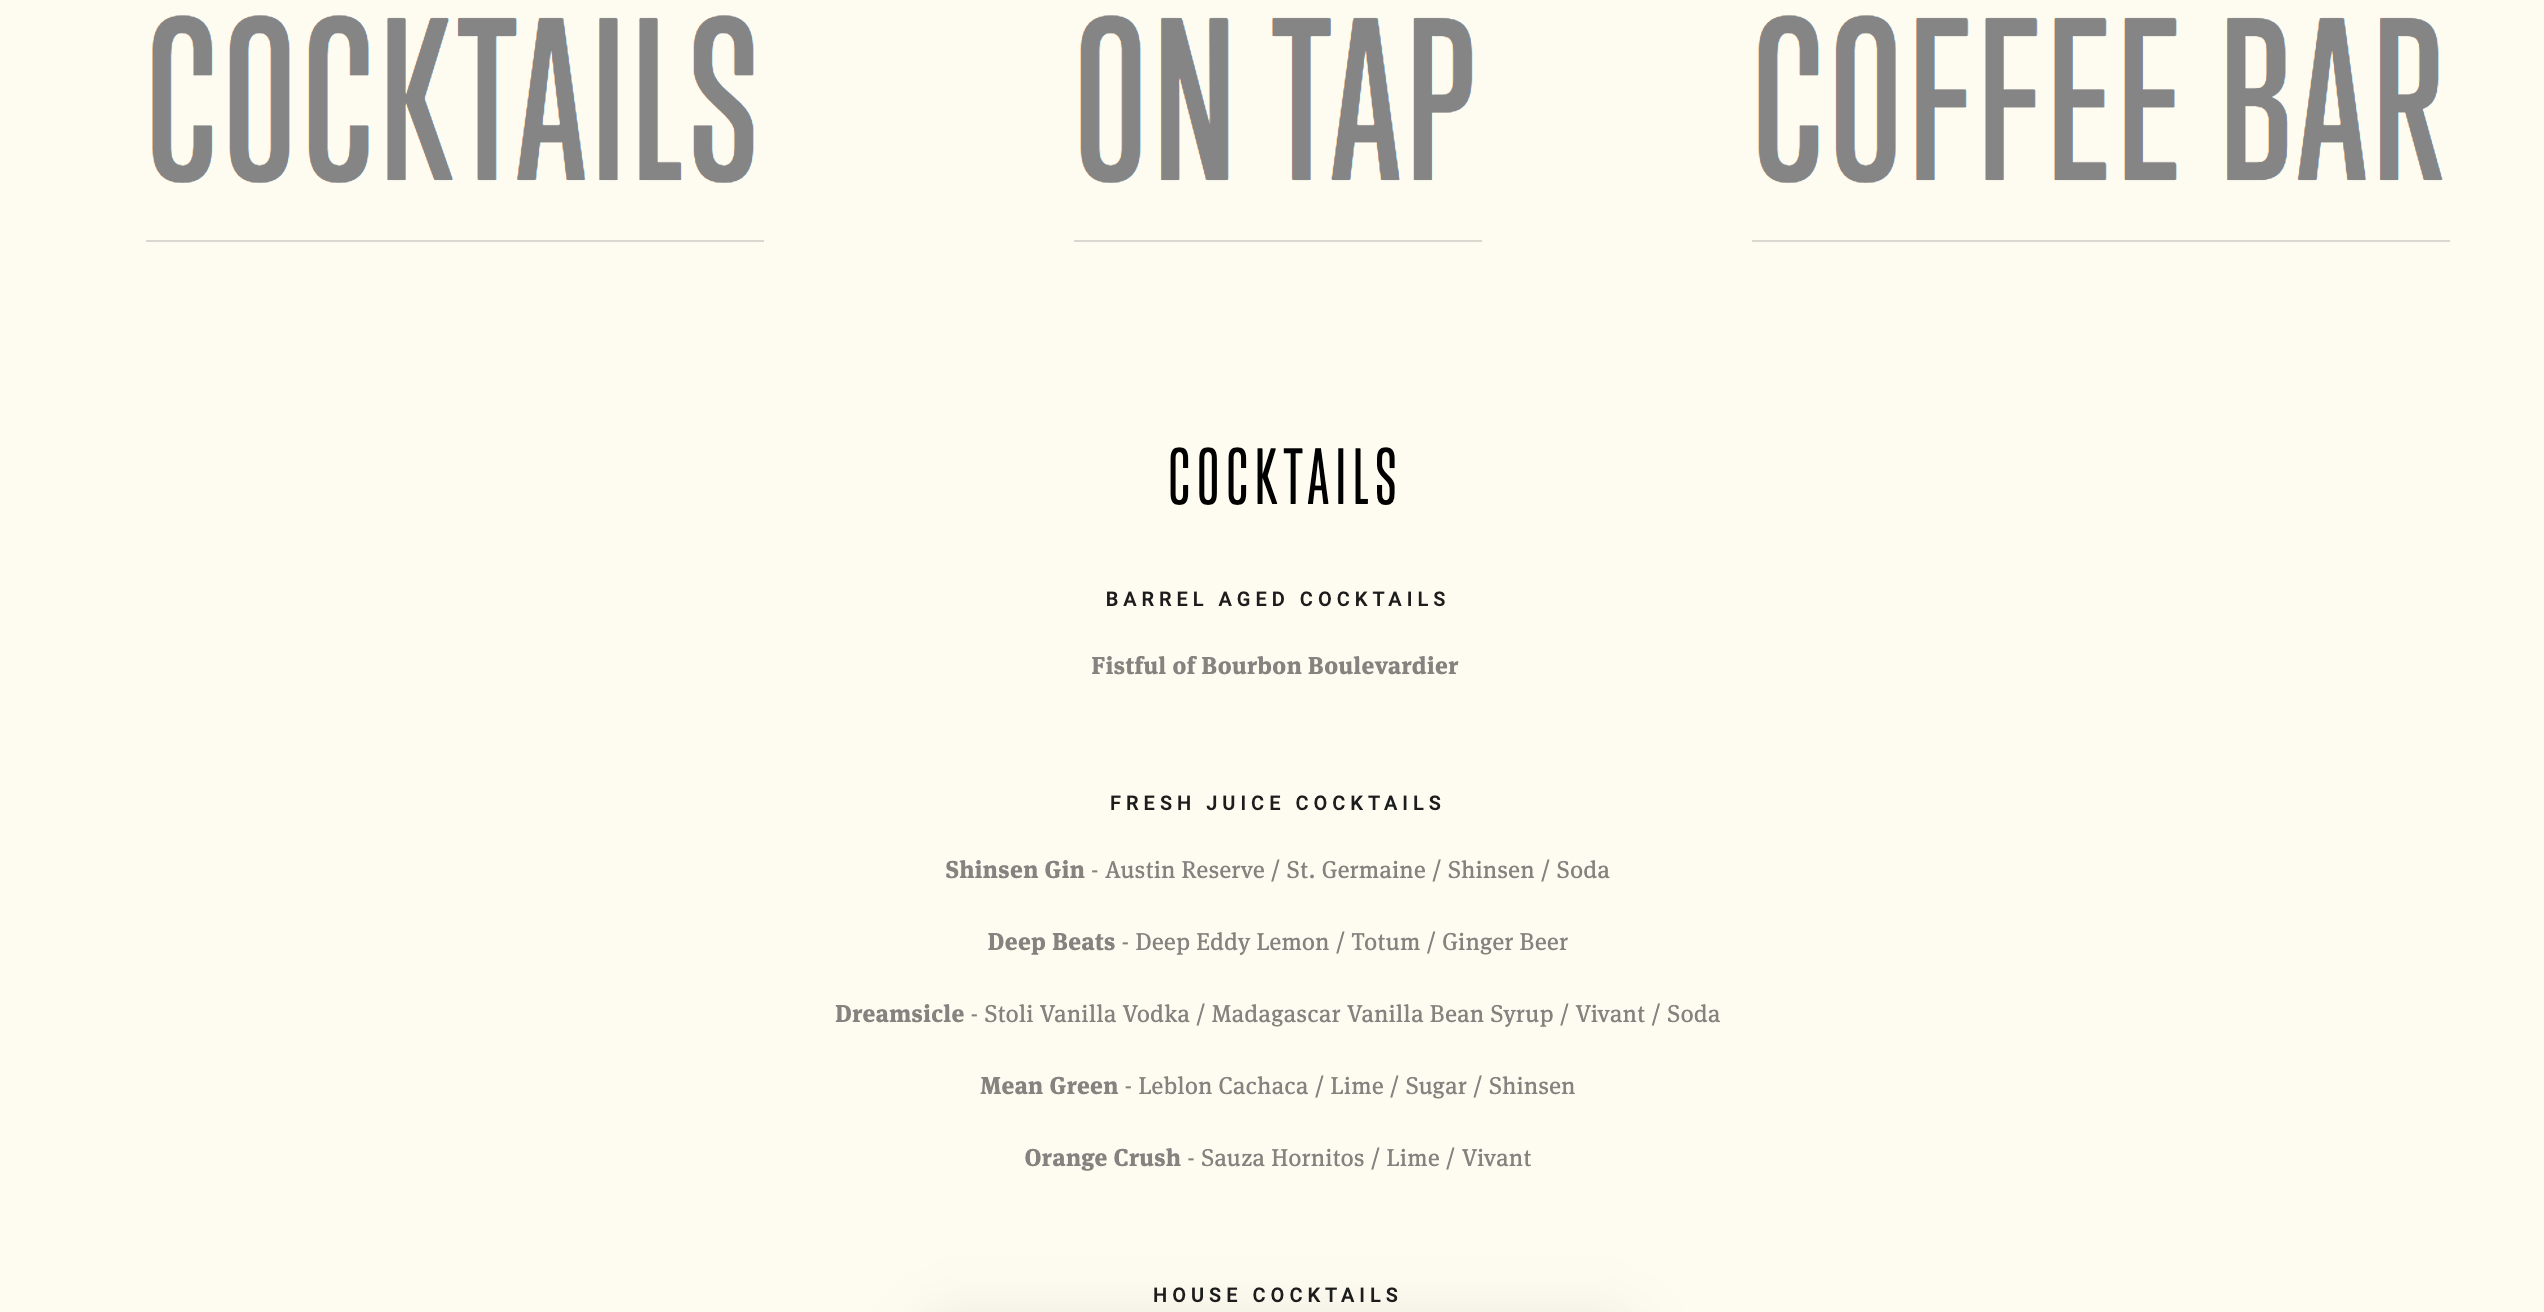 COCKTAILS
ON TAP
COFFEE BAR
COCKTAILS
BARREL AGED COCKTAILS
Fistful of Bourbon Boulevardier
FRESH JUICE COCKTAILS
Shinsen Gin - Austin Reserve / St. Germaine / Shinsen / Soda
Deep Beats - Deep Eddy Lemon / Totum / Ginger Beer
Dreamsicle - Stoli Vanilla Vodka / Madagascar Vanilla Bean Syrup / Vivant / Soda
Mean Green - Leblon Cachaca / Lime / Sugar / Shinsen
Orange Crush - Sauza Hornitos / Lime / Vivant
HOUSE COCKTAILS